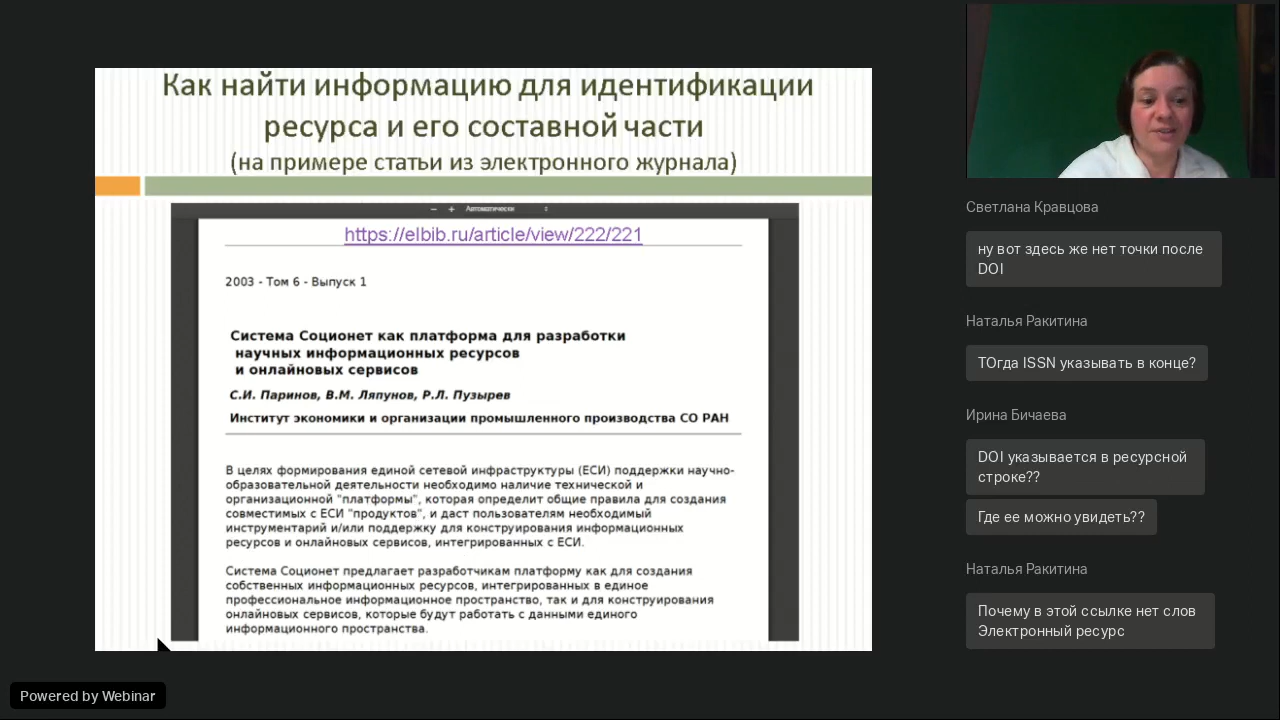 Как найти информацию для идентификации
ресурса и его составной части
(на примере статьи из электронного журнала)
− + Автоматически
https://elbib.ru/article/view/222/221
2003 - Том 6 - Выпуск 1
Система Соционет как платформа для разработки
научных информационных ресурсов
и онлайновых сервисов
С.И. Паринов, В.М. Ляпунов, Р.Л. Пузырев
Институт экономики и организации промышленного производства СО РАН
В целях формирования единой сетевой инфраструктуры (ЕСИ) поддержки научно-
образовательной деятельности необходимо наличие технической и
организационной "платформы", которая определит общие правила для создания
совместимых с ЕСИ "продуктов", и даст пользователям необходимый
инструментарий и/или поддержку для конструирования информационных
ресурсов и онлайновых сервисов, интегрированных с ЕСИ.
Система Соционет предлагает разработчикам платформу как для создания
собственных информационных ресурсов, интегрированных в единое
профессиональное информационное пространство, так и для конструирования
онлайновых сервисов, которые будут работать с данными единого
информационного пространства.
Светлана Кравцова
ну вот здесь же нет точки после
DOI
Наталья Ракитина
ТОгда ISSN указывать в конце?
Ирина Бичаева
DOI указывается в ресурсной
строке??
Где ее можно увидеть??
Наталья Ракитина
Почему в этой ссылке нет слов
Электронный ресурс
Powered by Webinar